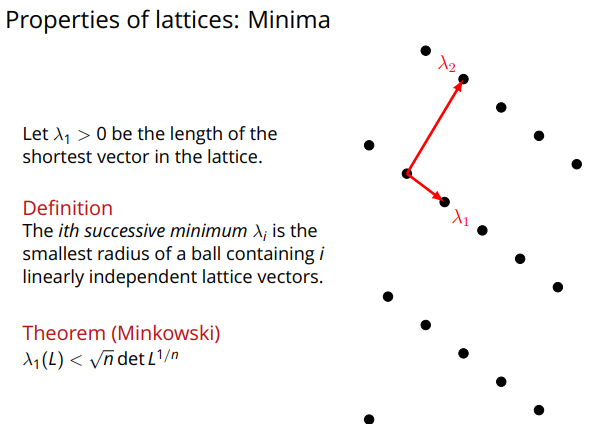 Properties of lattices: Minima
Let λ₁ > 0 be the length of the
shortest vector in the lattice.
Definition
The ith successive minimum λᵢ is the
smallest radius of a ball containing i
linearly independent lattice vectors.
Theorem (Minkowski)
λ₁(L) < √n det L^{1/n}
λ₂
λ₁